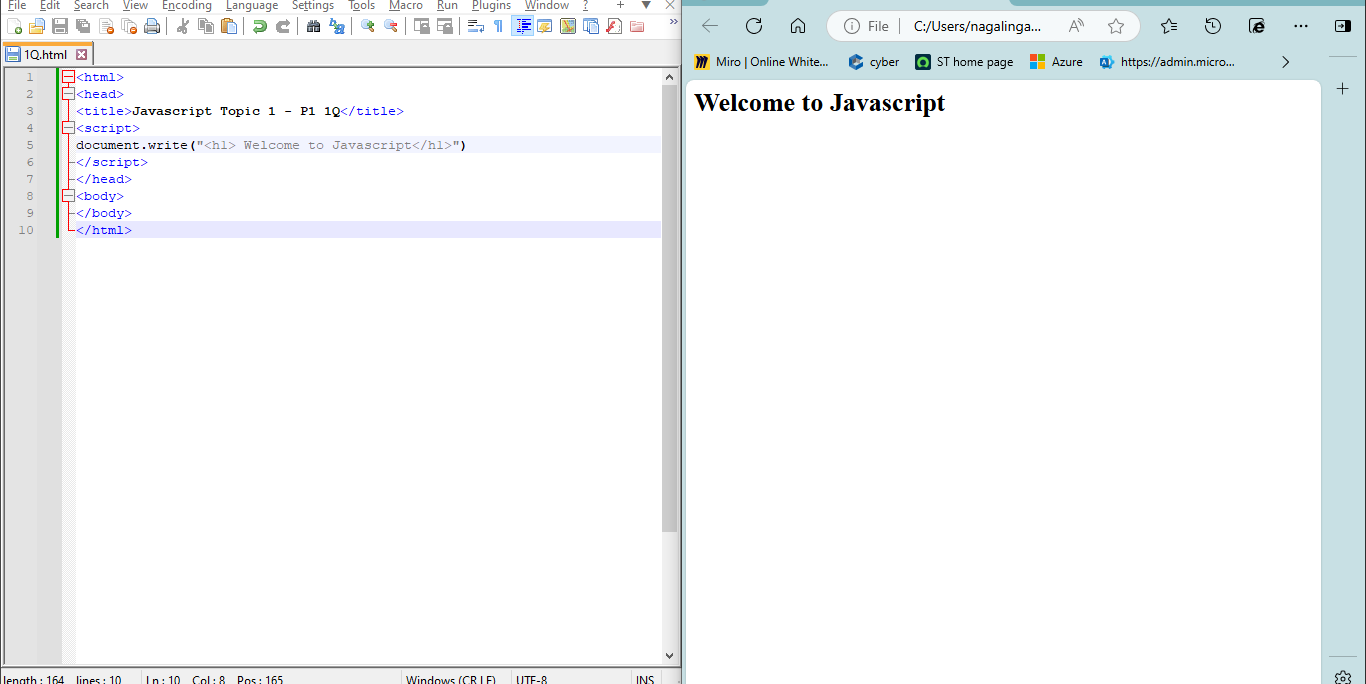 File Edit Search View Encoding Language Settings Tools Macro Run Plugins Window ? + ▼ X
1Q.html
1 <html>
2 <head>
3 <title>Javascript Topic 1 - P1 1Q</title>
4 <script>
5 document.write("<h1> Welcome to Javascript</h1>")
6 </script>
7 </head>
8 <body>
9 </body>
10 </html>
length : 164 lines : 10 Ln : 10 Col : 8 Pos : 165 Windows (CR LF) UTF-8 INS
File C:/Users/nagalinga...
Miro | Online White... cyber ST home page Azure https://admin.micro...
Welcome to Javascript